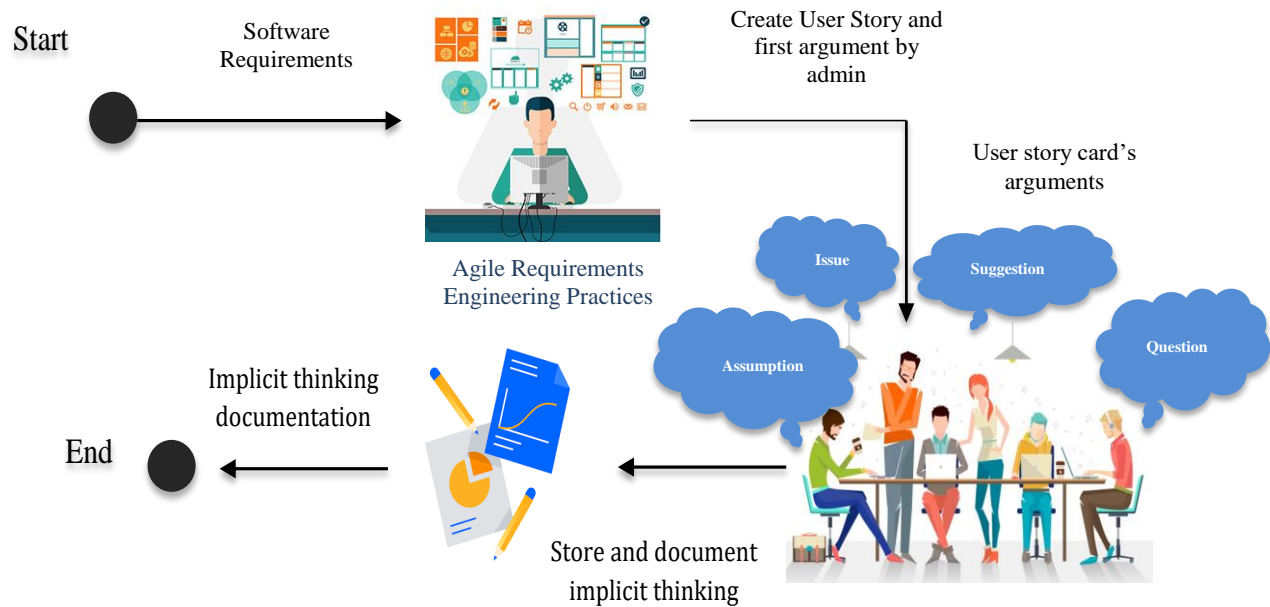 Start
Software
Requirements
Create User Story and
first argument by
admin
User story card's
arguments
Agile Requirements
Engineering Practices
Issue
Suggestion
Assumption
Question
Implicit thinking
documentation
End
Store and document
implicit thinking